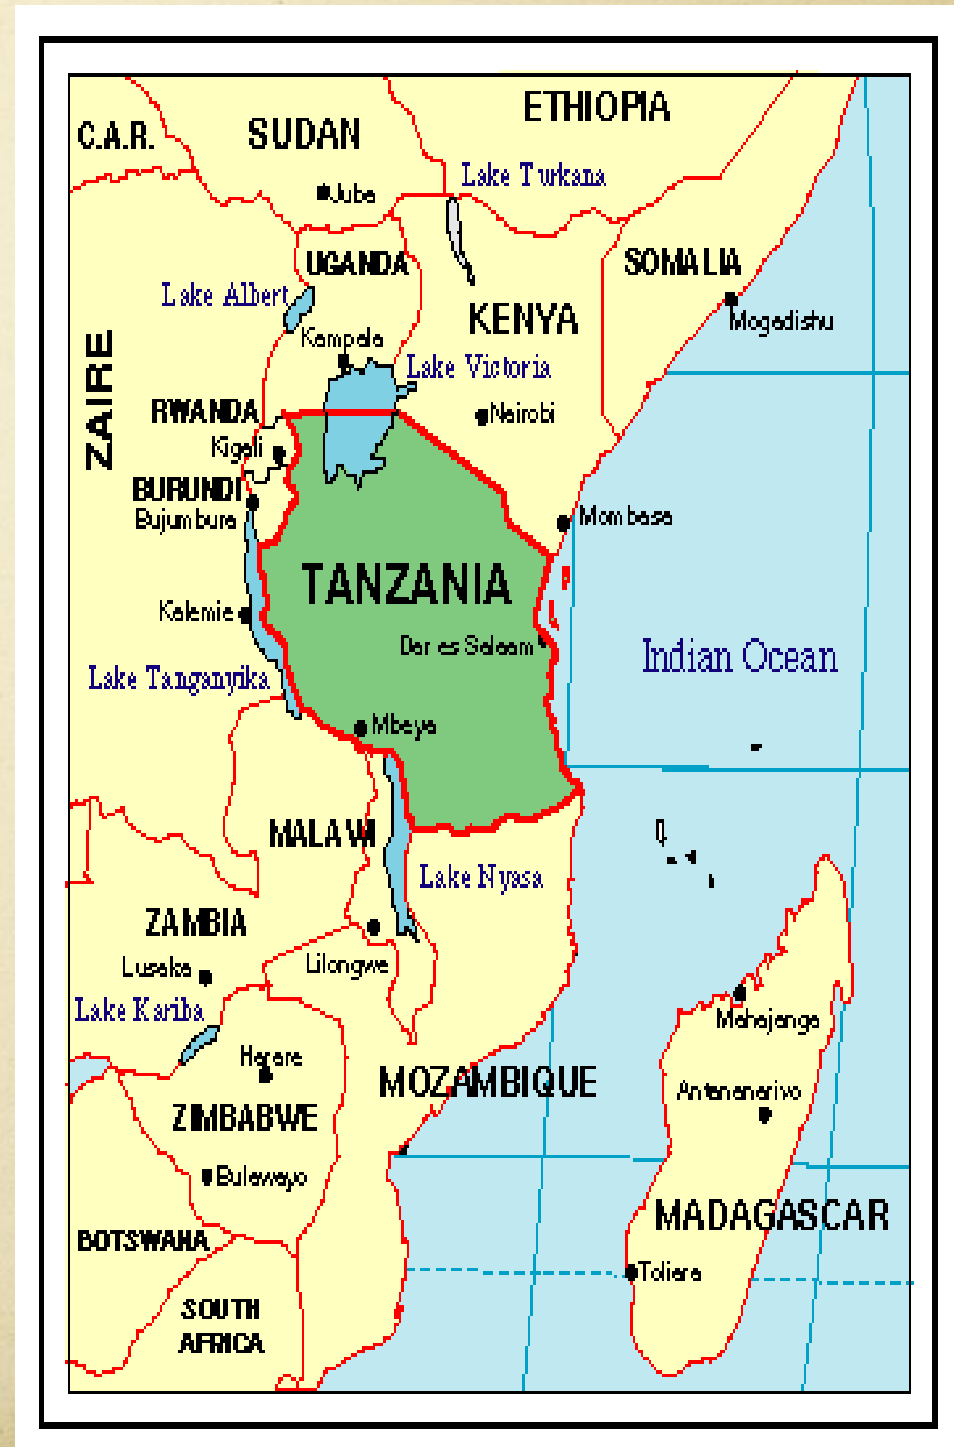 ETHIOPIA
C.A.R.
SUDAN
Lake Turkana
Juba
UGANDA
SOMALIA
Lake Albert
KENYA
Mogadishu
Kampala
ZAIRE
Lake Victoria
RWANDA
Nairobi
Kigali
BURUNDI
Bujumbura
Mombasa
TANZANIA
Kalemie
Dar es Salaam
Indian Ocean
Lake Tanganyika
Mbeya
MALAWI
Lake Nyasa
ZAMBIA
Lusaka
Lilongwe
Lake Kariba
Mahajanga
Harare
MOZAMBIQUE
Antananarivo
ZIMBABWE
Bulawayo
MADAGASCAR
BOTSWANA
Toliara
SOUTH
AFRICA